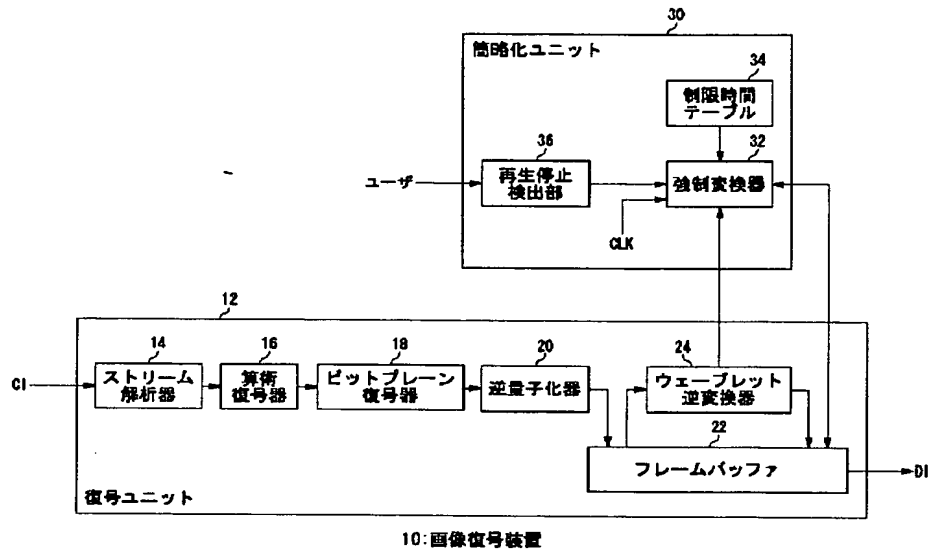 30
簡略化ユニット
34
制限時間
テーブル
36
32
ユーザ
再生停止
検出部
強制変換器
CLK
12
14
16
18
20
24
CI
ストリーム
解析器
算術
復号器
ビットプレーン
復号器
逆量子化器
ウェーブレット
逆変換器
22
フレームバッファ
DI
復号ユニット
10:画像復号装置